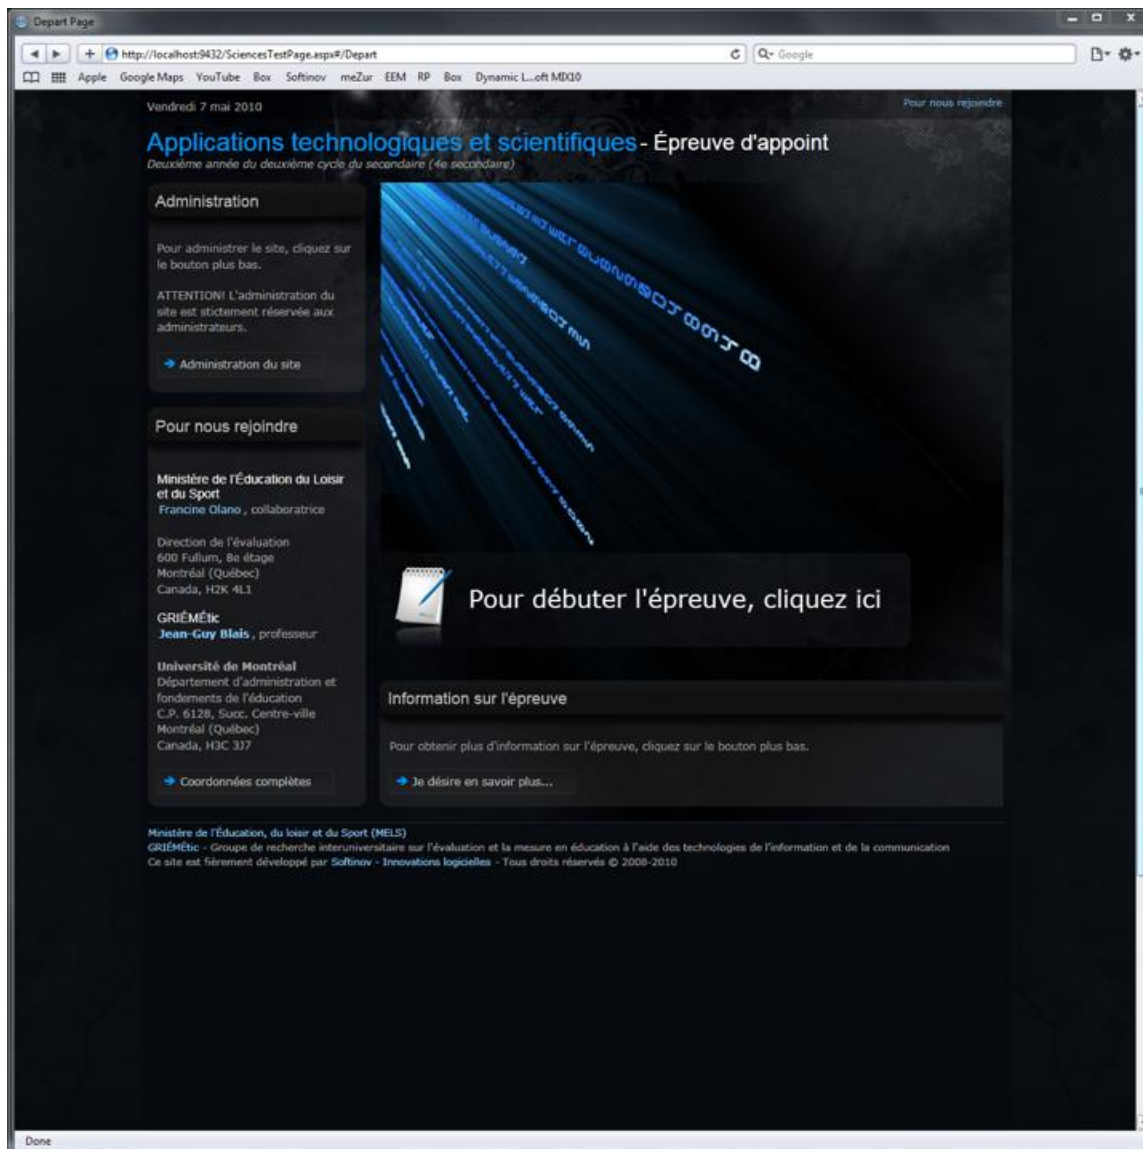 Depart Page
http://localhost:9432/SciencesTestPage.aspx#/Depart
Google
Apple Google Maps YouTube Box Softinov meZur EEM RP Box Dynamic L...oft MIX10
Vendredi 7 mai 2010
Pour nous rejoindre
Applications technologiques et scientifiques - Épreuve d'appoint
Deuxième année du deuxième cycle du secondaire (4e secondaire)
Administration
Pour administrer le site, cliquez sur
le bouton plus bas.
ATTENTION! L'administration du
site est stictement réservée aux
administrateurs.
Administration du site
Pour nous rejoindre
Ministère de l'Éducation du Loisir
et du Sport
Francine Olano , collaboratrice
Direction de l'évaluation
600 Fullum, 8e étage
Montréal (Québec)
Canada, H2K 4L1
GRIÉMÉtic
Jean-Guy Blais , professeur
Université de Montréal
Département d'administration et
fondements de l'éducation
C.P. 6128, Succ. Centre-ville
Montréal (Québec)
Canada, H3C 3J7
Coordonnées complètes
Pour débuter l'épreuve, cliquez ici
Information sur l'épreuve
Pour obtenir plus d'information sur l'épreuve, cliquez sur le bouton plus bas.
Je désire en savoir plus...
Ministère de l'Éducation, du loisir et du Sport (MELS)
GRIÉMÉtic - Groupe de recherche interuniversitaire sur l'évaluation et la mesure en éducation à l'aide des technologies de l'information et de la communication
Ce site est fièrement développé par Softinov - Innovations logicielles - Tous droits réservés © 2008-2010
Done